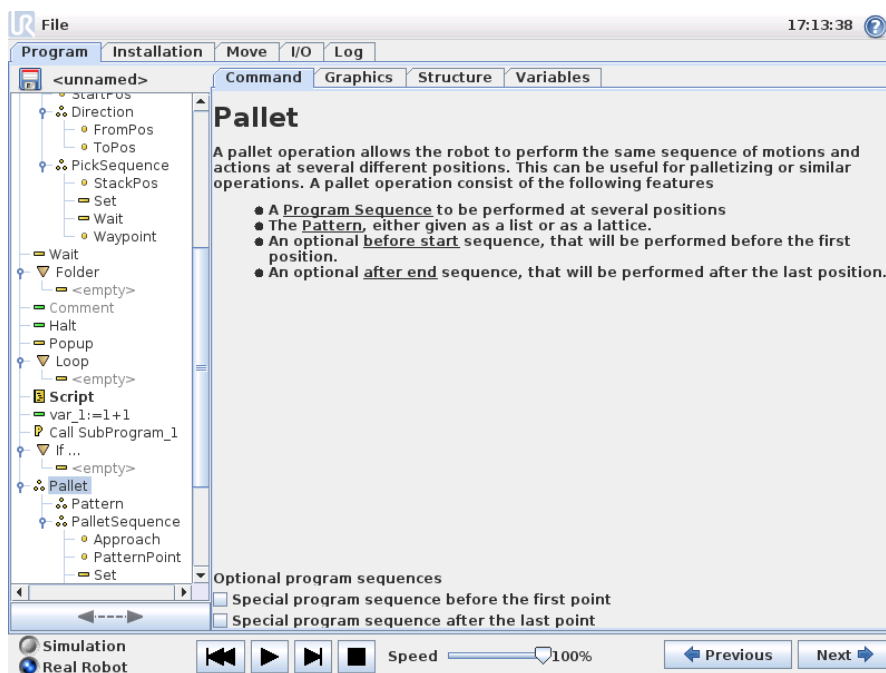 UR File 17:13:38 ?
Program Installation Move I/O Log
<unnamed> Command Graphics Structure Variables
StartPos
Direction
FromPos
ToPos
PickSequence
StackPos
Set
Wait
Waypoint
Wait
Folder
<empty>
Comment
Halt
Popup
Loop
<empty>
Script
var_1:=1+1
P Call SubProgram_1
If ...
<empty>
Pallet
Pattern
PalletSequence
Approach
PatternPoint
Set
Pallet
A pallet operation allows the robot to perform the same sequence of motions and
actions at several different positions. This can be useful for palletizing or similar
operations. A pallet operation consist of the following features
A Program Sequence to be performed at several positions
The Pattern, either given as a list or as a lattice.
An optional before start sequence, that will be performed before the first
position.
An optional after end sequence, that will be performed after the last position.
Optional program sequences
Special program sequence before the first point
Special program sequence after the last point
Simulation
Real Robot
Speed 100%
Previous Next